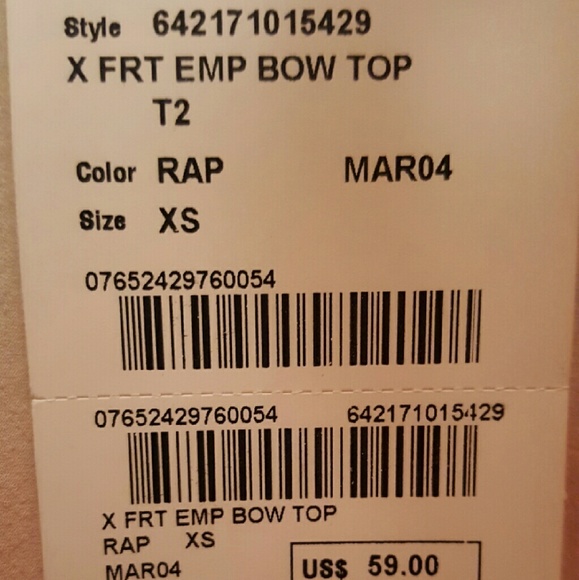 Style 642171015429
X FRT EMP BOW TOP
T2
Color RAP MAR04
Size XS
07652429760054
07652429760054 642171015429
X FRT EMP BOW TOP
RAP XS
MAR04 US$ 59.00